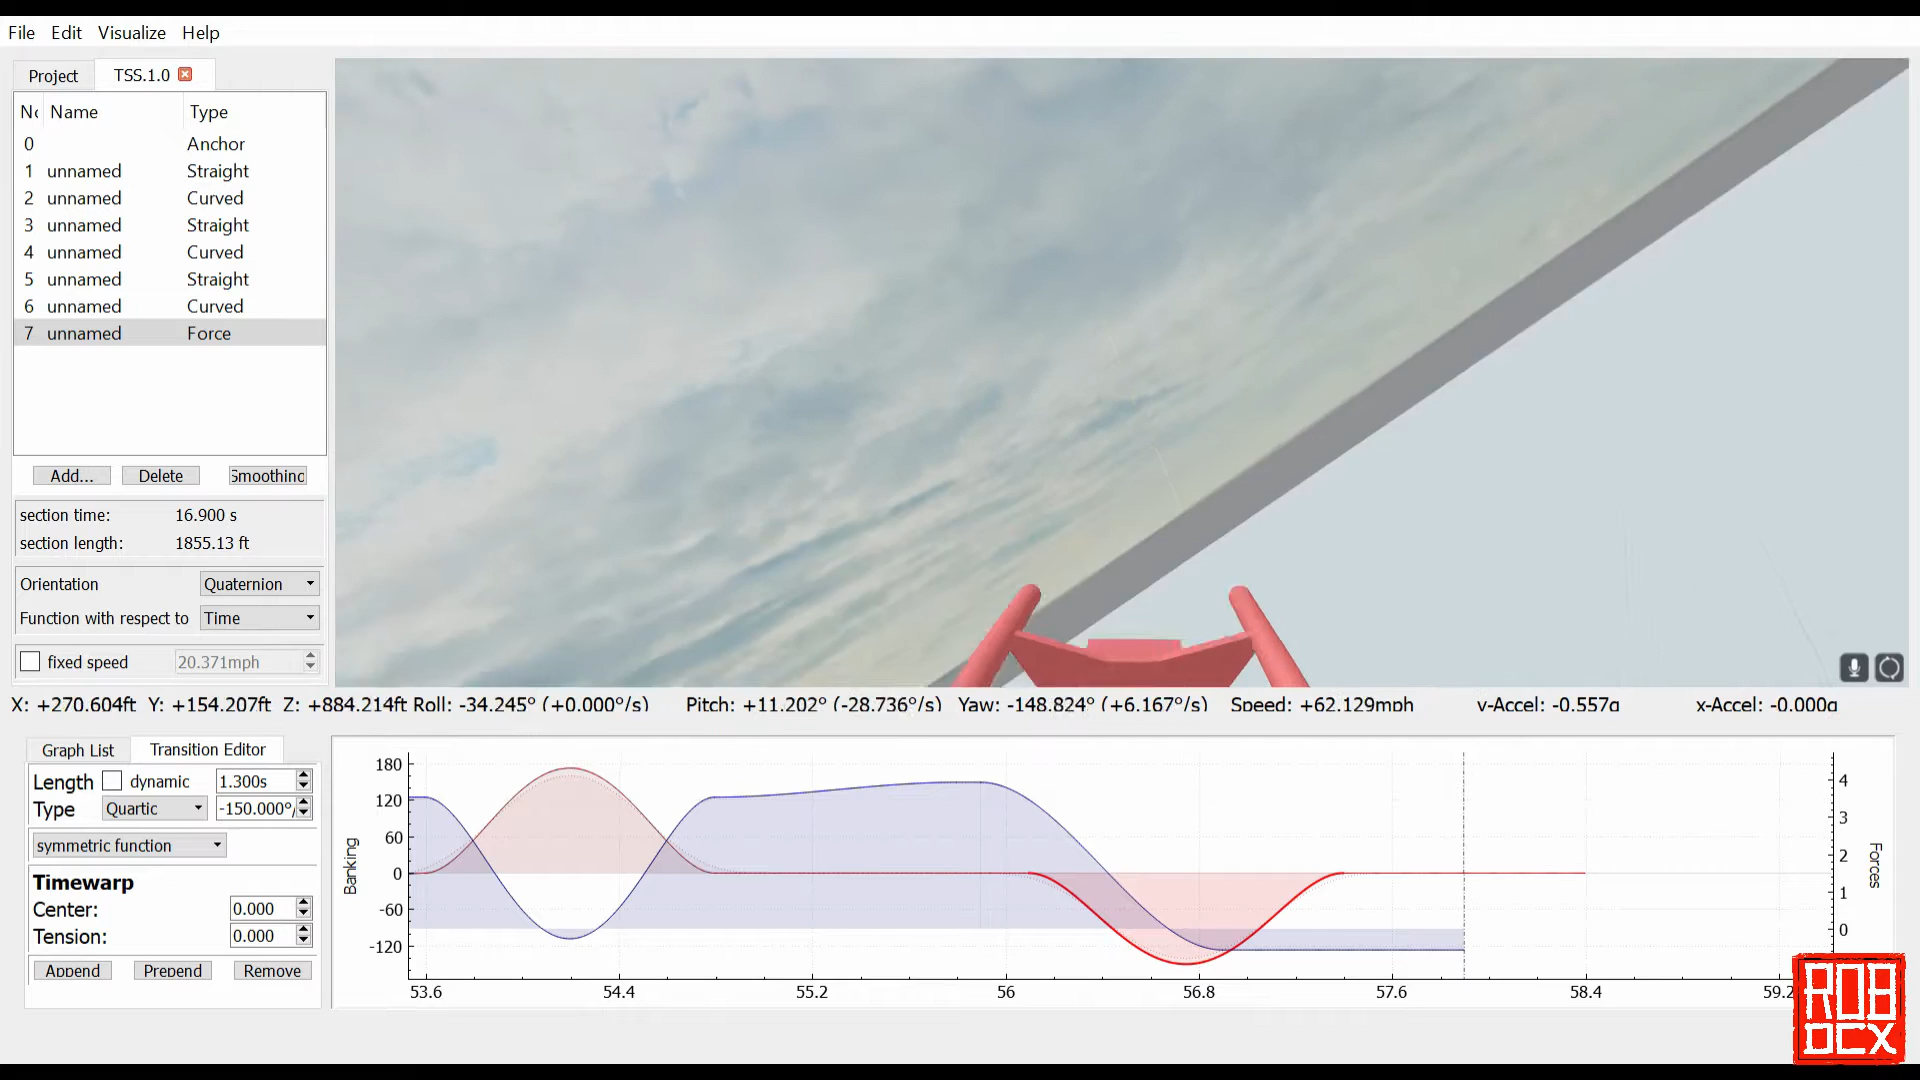 File Edit Visualize Help
Project TSS.1.0
Name Type
0 Anchor
1 unnamed Straight
2 unnamed Curved
3 unnamed Straight
4 unnamed Curved
5 unnamed Straight
6 unnamed Curved
7 unnamed Force
Add... Delete Smoothing
section time: 16.900 s
section length: 1855.13 ft
Orientation Quaternion
Function with respect to Time
fixed speed 20.371mph
X: +270.604ft Y: +154.207ft Z: +884.214ft Roll: -34.245° (+0.000°/s) Pitch: +11.202° (-28.736°/s) Yaw: -148.824° (+6.167°/s) Speed: +62.129mph y-Accel: -0.557g x-Accel: -0.000g
Graph List Transition Editor
Length dynamic 1.300s
Type Quartic -150.000°/
symmetric function
Timewarp
Center: 0.000
Tension: 0.000
Append Prepend Remove
Banking
180
120
60
0
-60
-120
53.6 54.4 55.2 56 56.8 57.6 58.4 59.2
4
3
2
1
0
Forces